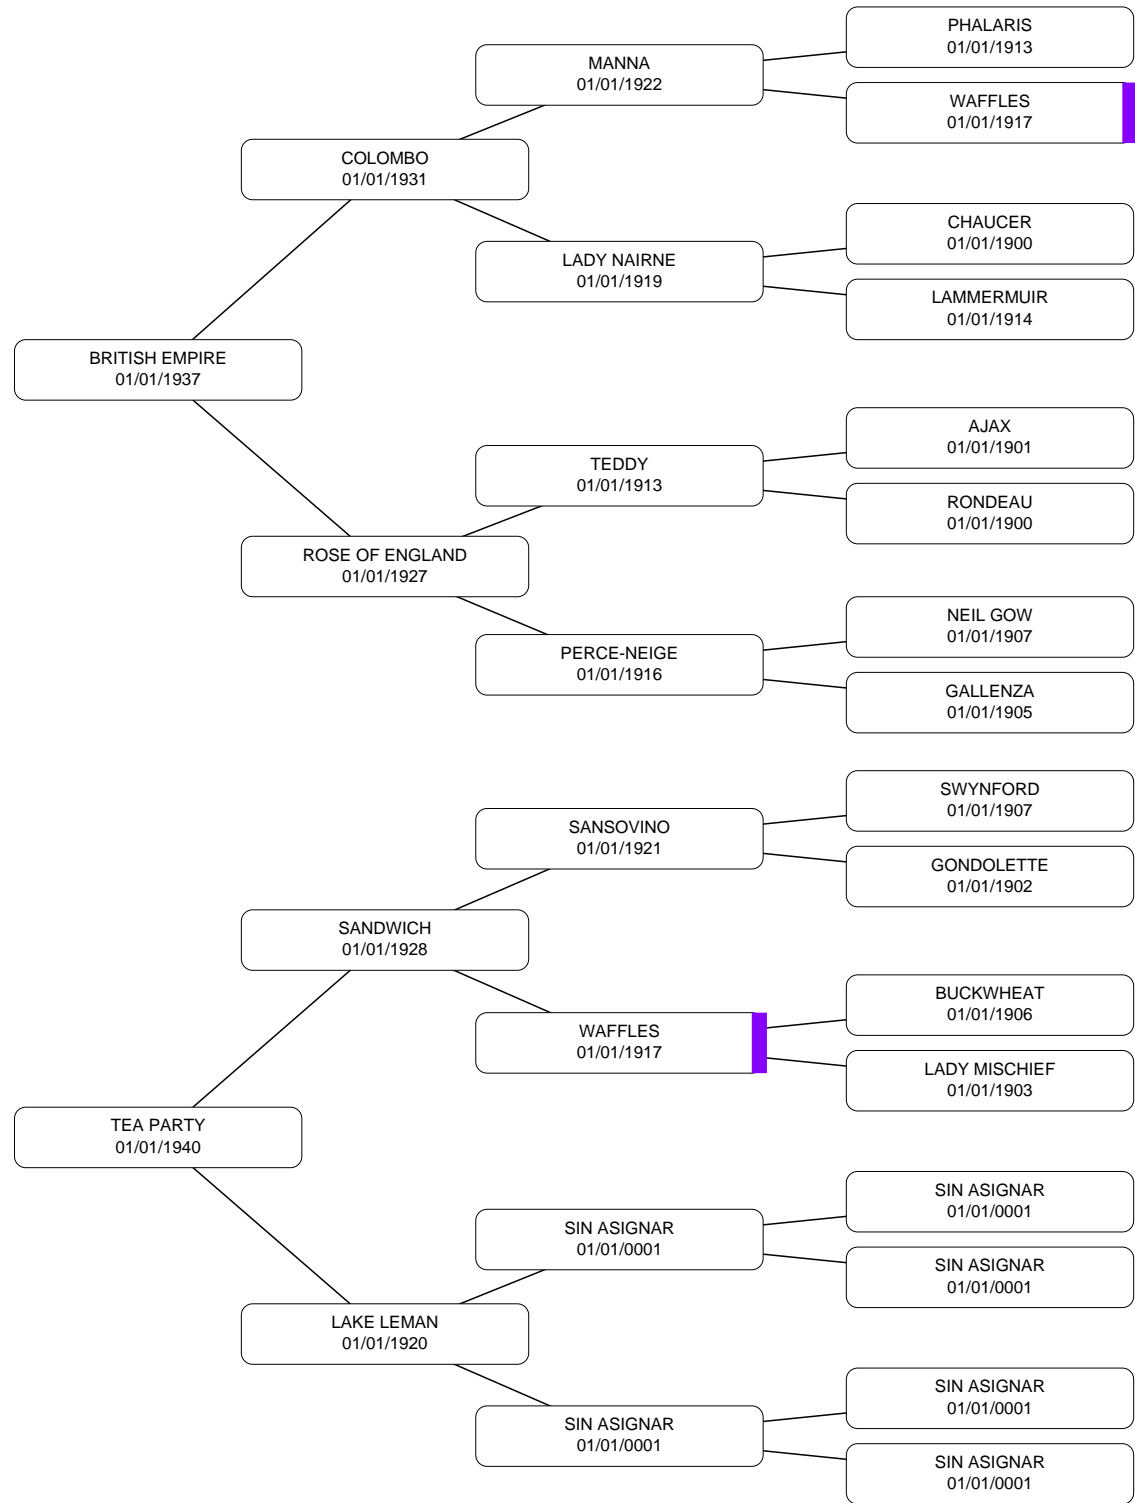 PHALARIS
01/01/1913
MANNA
01/01/1922
WAFFLES
01/01/1917
COLOMBO
01/01/1931
CHAUCER
01/01/1900
LADY NAIRNE
01/01/1919
LAMMERMUIR
01/01/1914
BRITISH EMPIRE
01/01/1937
AJAX
01/01/1901
TEDDY
01/01/1913
RONDEAU
01/01/1900
ROSE OF ENGLAND
01/01/1927
NEIL GOW
01/01/1907
PERCE-NEIGE
01/01/1916
GALLENZA
01/01/1905
SWYNFORD
01/01/1907
SANSOVINO
01/01/1921
GONDOLETTE
01/01/1902
SANDWICH
01/01/1928
BUCKWHEAT
01/01/1906
WAFFLES
01/01/1917
LADY MISCHIEF
01/01/1903
TEA PARTY
01/01/1940
SIN ASIGNAR
01/01/0001
SIN ASIGNAR
01/01/0001
SIN ASIGNAR
01/01/0001
LAKE LEMAN
01/01/1920
SIN ASIGNAR
01/01/0001
SIN ASIGNAR
01/01/0001
SIN ASIGNAR
01/01/0001